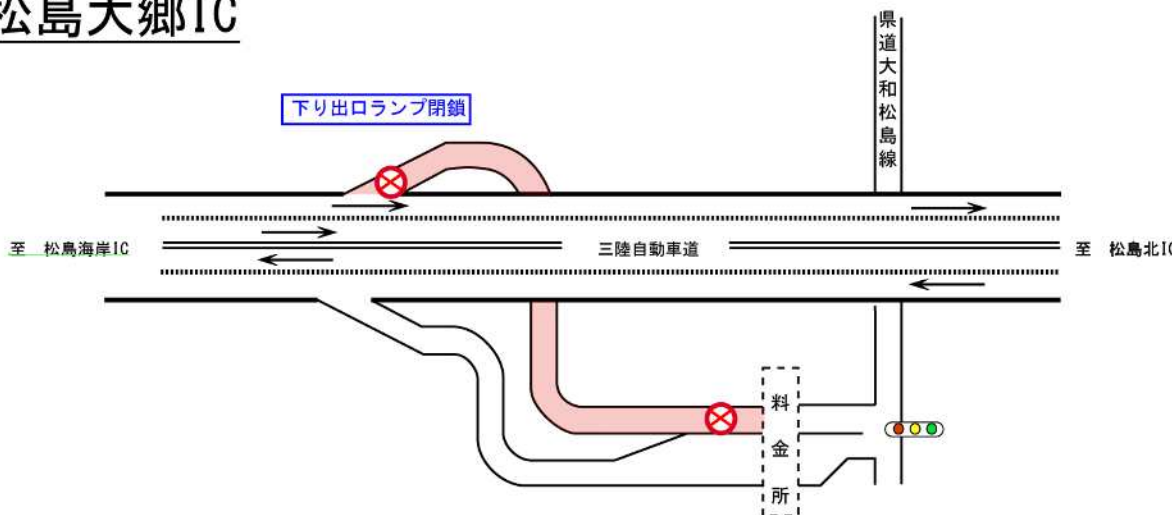 松島大郷IC
県道大和松島線
下り出口ランプ閉鎖
至 松島海岸IC
三陸自動車道
至 松島北IC
料金所